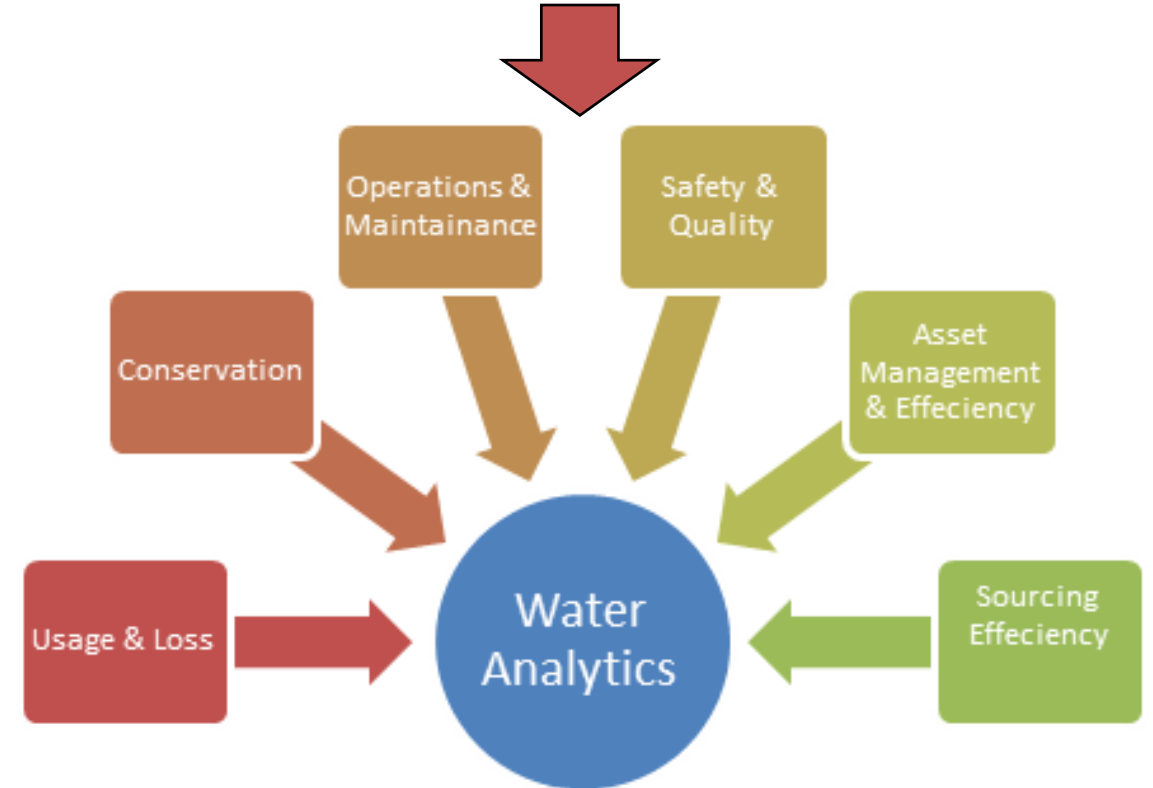 Operations &
Maintainance
Safety &
Quality
Conservation
Asset
Management
& Effeciency
Usage & Loss
Water
Analytics
Sourcing
Effeciency